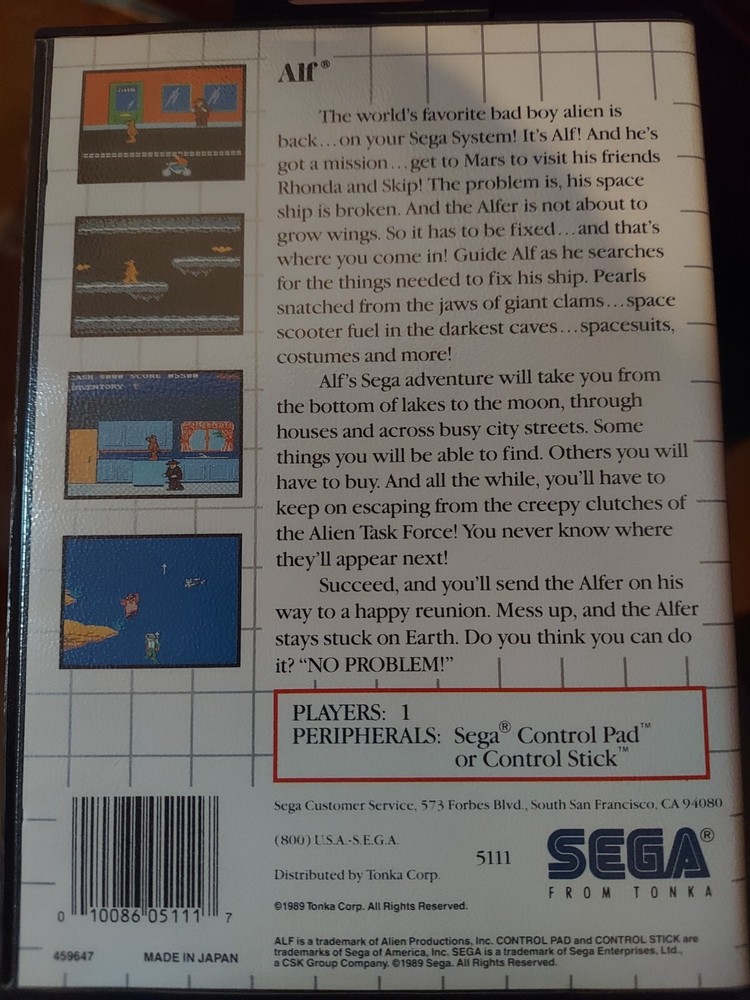 Alf®
The world's favorite bad boy alien is
back...on your Sega System! It's Alf! And he's
got a mission...get to Mars to visit his friends
Rhonda and Skip! The problem is, his space
ship is broken. And the Alfer is not about to
grow wings. So it has to be fixed...and that's
where you come in! Guide Alf as he searches
for the things needed to fix his ship. Pearls
snatched from the jaws of giant clams...space
scooter fuel in the darkest caves...spacesuits,
costumes and more!
Alf's Sega adventure will take you from
the bottom of lakes to the moon, through
houses and across busy city streets. Some
things you will be able to find. Others you will
have to buy. And all the while, you'll have to
keep on escaping from the creepy clutches of
the Alien Task Force! You never know where
they'll appear next!
Succeed, and you'll send the Alfer on his
way to a happy reunion. Mess up, and the Alfer
stays stuck on Earth. Do you think you can do
it? "NO PROBLEM!"
PLAYERS: 1
PERIPHERALS: Sega® Control Pad™
or Control Stick™
Sega Customer Service, 573 Forbes Blvd., South San Francisco, CA 94080
(800) U.S.A.-S.E.G.A.
5111
Distributed by Tonka Corp.
SEGA®
FROM TONKA
©1989 Tonka Corp. All Rights Reserved.
0 10086 05111 7
459647 MADE IN JAPAN
ALF is a trademark of Alien Productions, Inc. CONTROL PAD and CONTROL STICK are
trademarks of Sega of America, Inc. SEGA is a trademark of Sega Enterprises, Ltd.,
a CSK Group Company. ©1989 Sega. All Rights Reserved.